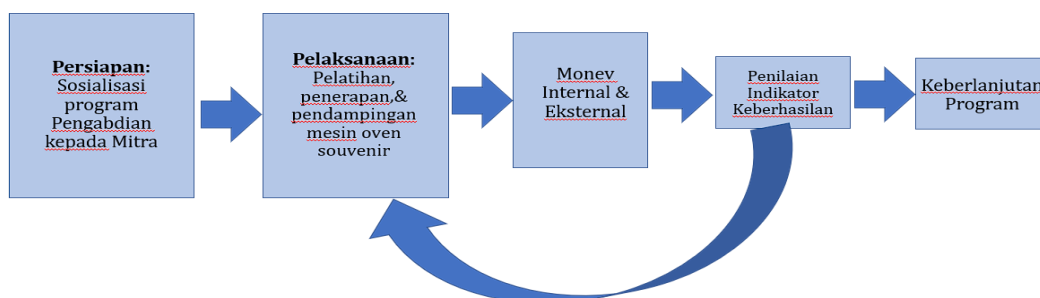 Persiapan:
Sosialisasi
program
Pengabdian
kepada Mitra
Pelaksanaan:
Pelatihan,
penerapan,&
pendampingan
mesin oven
souvenir
Monev
Internal &
Eksternal
Penilaian
Indikator
Keberhasilan
Keberlanjutan
Program